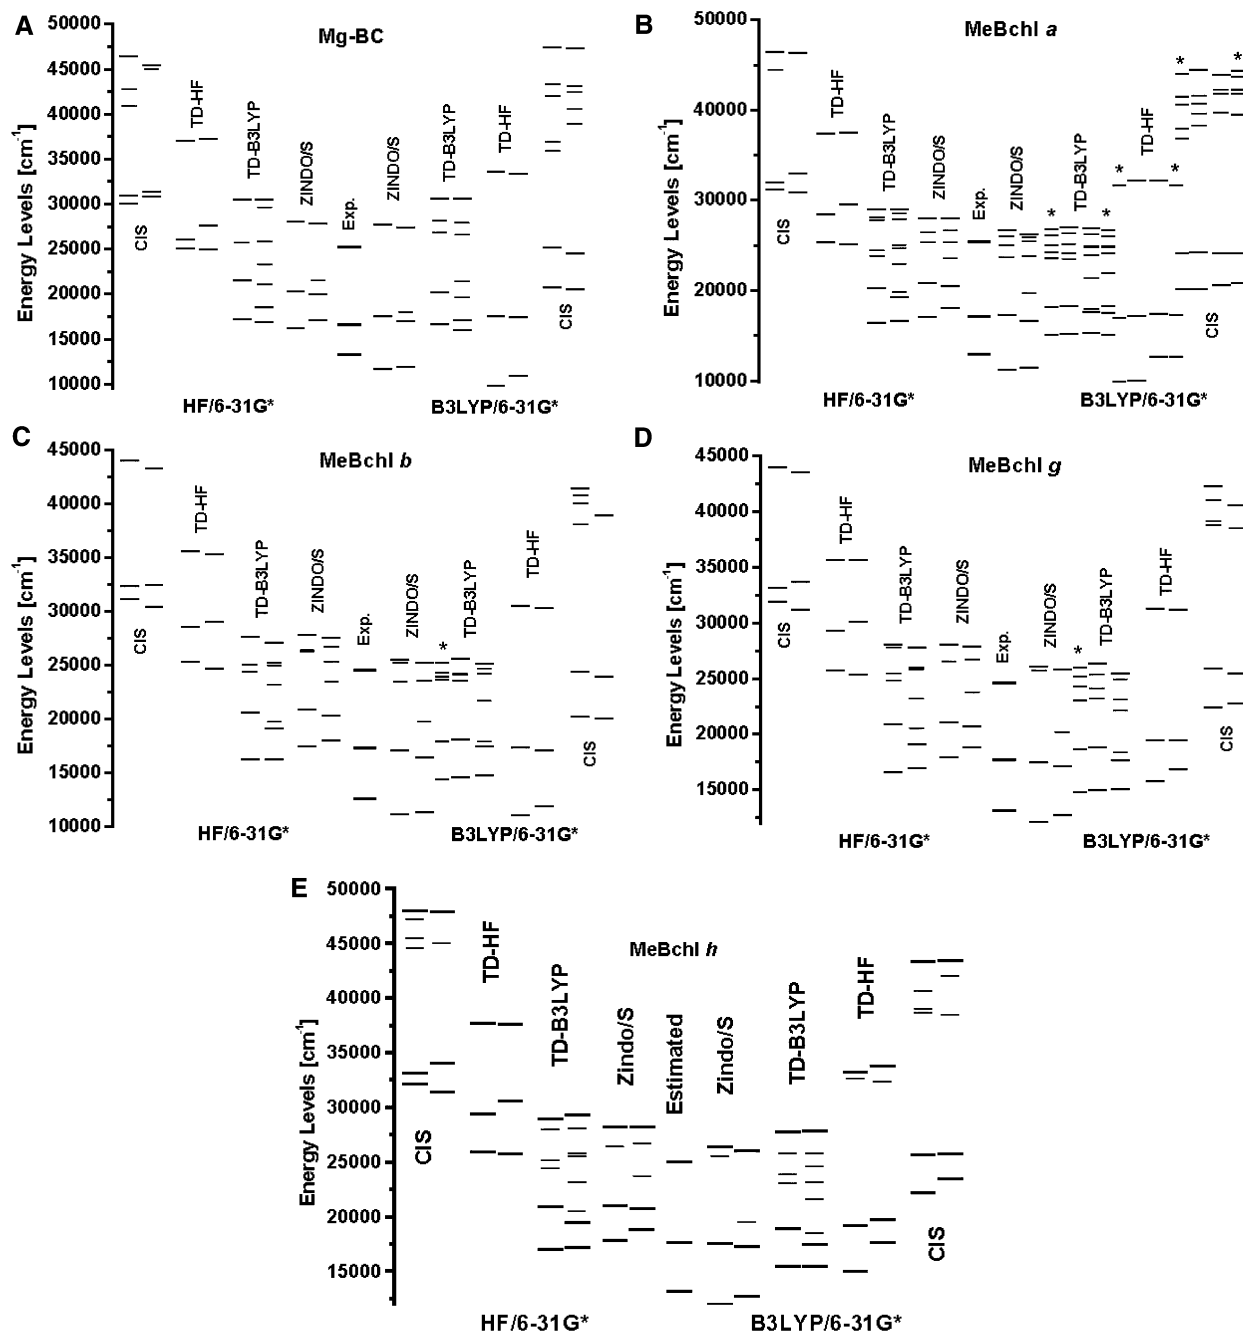 A
Mg-BC
Energy Levels [cm-1]
50000
45000
40000
35000
30000
25000
20000
15000
10000
CIS
TD-HF
TD-B3LYP
ZINDO/S
Exp.
ZINDO/S
TD-B3LYP
TD-HF
CIS
HF/6-31G*
B3LYP/6-31G*
B
MeBchl a
Energy Levels [cm-1]
50000
40000
30000
20000
10000
CIS
TD-HF
TD-B3LYP
ZINDO/S
Exp.
ZINDO/S
*
TD-B3LYP
*
*
TD-HF
*
*
CIS
*
HF/6-31G*
B3LYP/6-31G*
C
MeBchl b
Energy Levels [cm-1]
45000
40000
35000
30000
25000
20000
15000
10000
CIS
TD-HF
TD-B3LYP
ZINDO/S
Exp.
ZINDO/S
*
TD-B3LYP
TD-HF
CIS
HF/6-31G*
B3LYP/6-31G*
D
MeBchl g
Energy Levels [cm-1]
45000
40000
35000
30000
25000
20000
15000
CIS
TD-HF
TD-B3LYP
ZINDO/S
Exp.
ZINDO/S
*
TD-B3LYP
TD-HF
CIS
HF/6-31G*
B3LYP/6-31G*
E
MeBchl h
Energy Levels [cm-1]
50000
45000
40000
35000
30000
25000
20000
15000
CIS
TD-HF
TD-B3LYP
Zindo/S
Estimated
Zindo/S
TD-B3LYP
TD-HF
CIS
HF/6-31G*
B3LYP/6-31G*